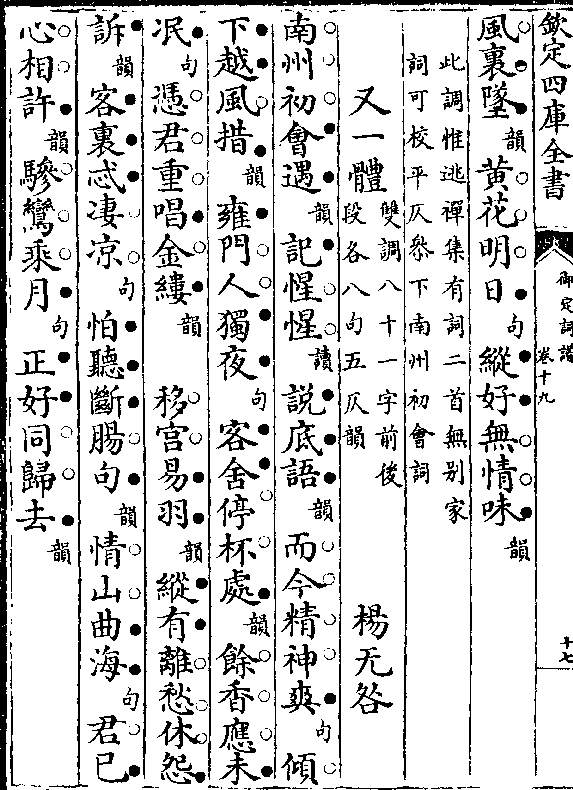 欽定四庫全書
御定詞譜
卷十九
十七
風裏墜韻黄花明日句縱好無情味韻
此調惟逃禪集有詞二首無别家
詞可校平仄叅下南州初會詞
又一體雙調八十一字前後段各八句五仄韻 楊无咎
南州初會遇韻記惺惺讀説底語韻而今精神爽句傾
下越風措韻雍門人獨夜句客舍停杯處韻餘香應未
泯句憑君重唱金縷韻 移宫易羽韻縱有離愁休怨
訴韻客裏忒凄凉句怕聽斷腸句韻情山曲海句君已
心相許韻驂鸞乘月句正好同歸去韻